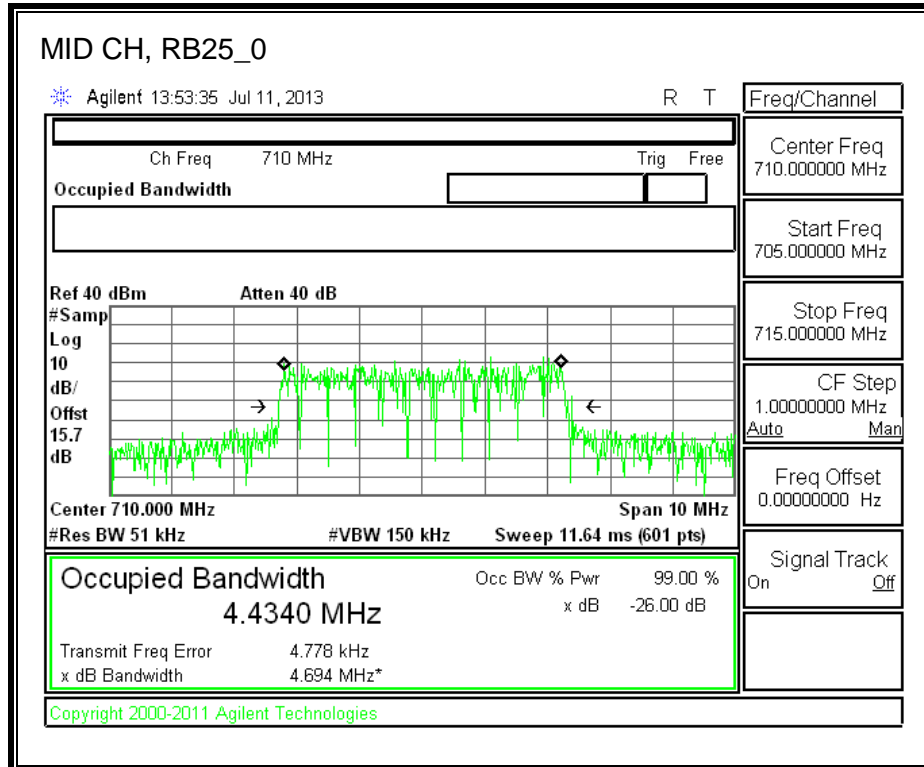 MID CH, RB25_0
Agilent 13:53:35 Jul 11, 2013 R T
Ch Freq 710 MHz Trig Free
Occupied Bandwidth
Ref 40 dBm Atten 40 dB
#Samp
Log
10
dB/
Offst
15.7
dB
Center 710.000 MHz Span 10 MHz
#Res BW 51 kHz #VBW 150 kHz Sweep 11.64 ms (601 pts)
Occupied Bandwidth Occ BW % Pwr 99.00 %
4.4340 MHz x dB -26.00 dB
Transmit Freq Error 4.778 kHz
x dB Bandwidth 4.694 MHz*
Copyright 2000-2011 Agilent Technologies
Freq/Channel
Center Freq
710.000000 MHz
Start Freq
705.000000 MHz
Stop Freq
715.000000 MHz
CF Step
1.00000000 MHz
Auto Man
Freq Offset
0.00000000 Hz
Signal Track
On Off